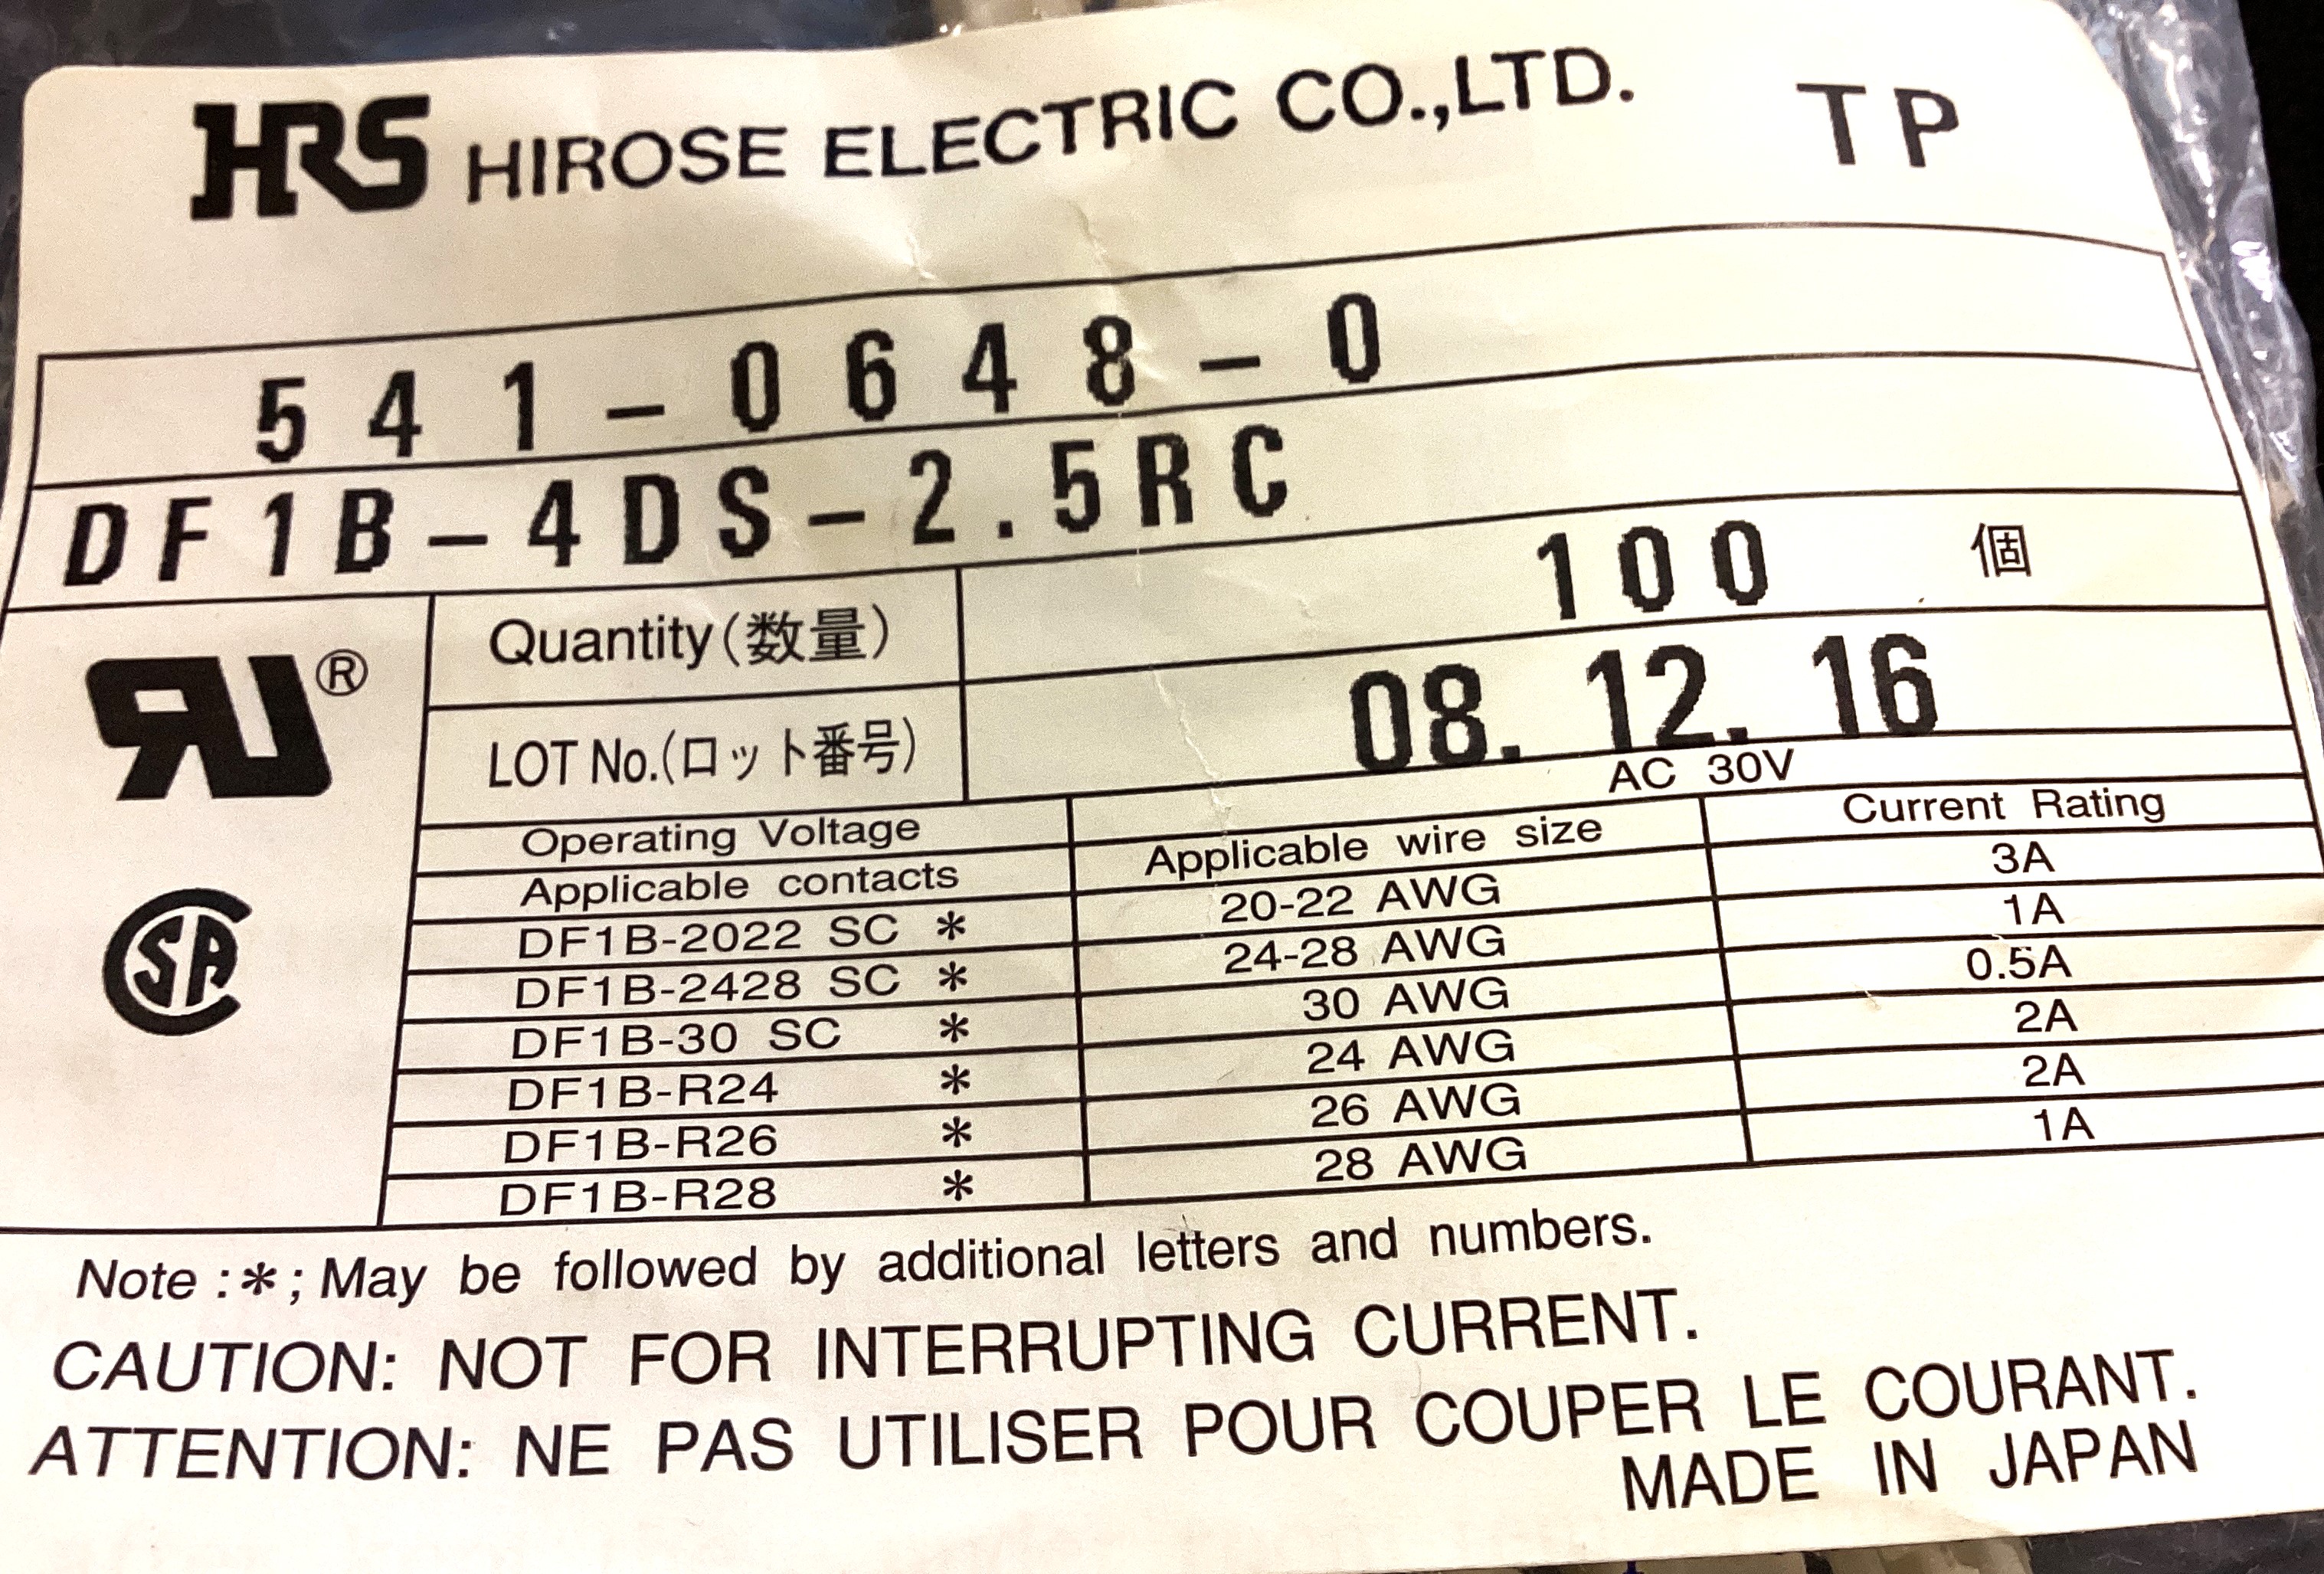 HRS HIROSE ELECTRIC CO.,LTD. TP
541-0648-0
DF1B-4DS-2.5RC
Quantity(数量) 100 個
LOT No.(ロット番号) 08. 12. 16
Operating Voltage AC 30V
Applicable contacts Applicable wire size Current Rating
DF1B-2022 SC * 20-22 AWG 3A
DF1B-2428 SC * 24-28 AWG 1A
DF1B-30 SC * 30 AWG 0.5A
DF1B-R24 * 24 AWG 2A
DF1B-R26 * 26 AWG 2A
DF1B-R28 * 28 AWG 1A
RU®
CSA
Note :*; May be followed by additional letters and numbers.
CAUTION: NOT FOR INTERRUPTING CURRENT.
ATTENTION: NE PAS UTILISER POUR COUPER LE COURANT.
MADE IN JAPAN